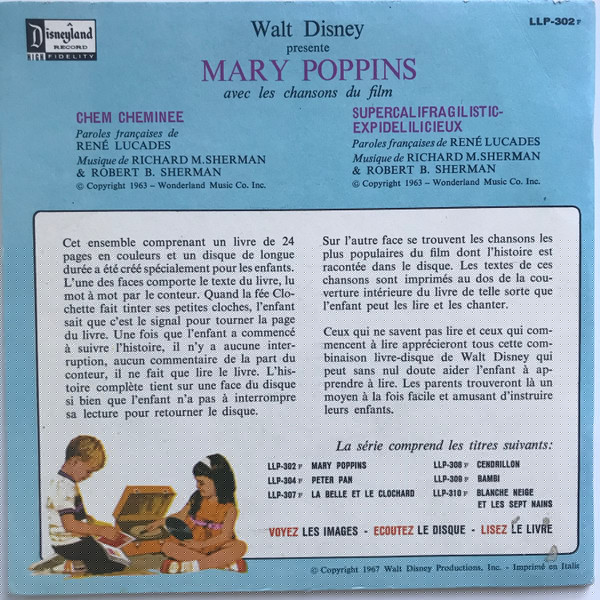 Disneyland
RECORD
HIGH FIDELITY
LLP-302 F
Walt Disney
presente
MARY POPPINS
avec les chansons du film
CHEM CHEMINEE
Paroles françaises de
RENÉ LUCADES
Musique de RICHARD M. SHERMAN
& ROBERT B. SHERMAN
© Copyright 1963 – Wonderland Music Co. Inc.
SUPERCALIFRAGILISTIC-
EXPIDELILICIEUX
Paroles françaises de RENÉ LUCADES
Musique de RICHARD M. SHERMAN
& ROBERT B. SHERMAN
© Copyright 1963 – Wonderland Music Co. Inc.
Cet ensemble comprenant un livre de 24
pages en couleurs et un disque de longue
durée a été créé spécialement pour les enfants.
L'une des faces comporte le texte du livre, lu
mot à mot par le conteur. Quand la fée Clo-
chette fait tinter ses petites cloches, l'enfant
sait que c'est le signal pour tourner la page
du livre. Une fois que l'enfant a commencé
à suivre l'histoire, il n'y a aucune inter-
ruption, aucun commentaire de la part du
conteur, il ne fait que lire le livre. L'his-
toire complète tient sur une face du disque
si bien que l'enfant n'a pas à interrompre
sa lecture pour retourner le disque.
Sur l'autre face se trouvent les chansons les
plus populaires du film dont l'histoire est
racontée dans le disque. Les textes de ces
chansons sont imprimés au dos de la cou-
verture intérieure du livre de telle sorte que
l'enfant peut les lire et les chanter.
Ceux qui ne savent pas lire et ceux qui com-
mencent à lire apprécieront tous cette com-
binaison livre-disque de Walt Disney qui
peut sans nul doute aider l'enfant à ap-
prendre à lire. Les parents trouveront là un
moyen à la fois facile et amusant d'instruire
leurs enfants.
La série comprend les titres suivants:
LLP-302 F MARY POPPINS
LLP-304 F PETER PAN
LLP-307 F LA BELLE ET LE CLOCHARD
LLP-308 F CENDRILLON
LLP-309 F BAMBI
LLP-310 F BLANCHE NEIGE
ET LES SEPT NAINS
VOYEZ LES IMAGES - ECOUTEZ LE DISQUE - LISEZ LE LIVRE
© Copyright 1967 Walt Disney Productions, Inc. - Imprimé en Italie